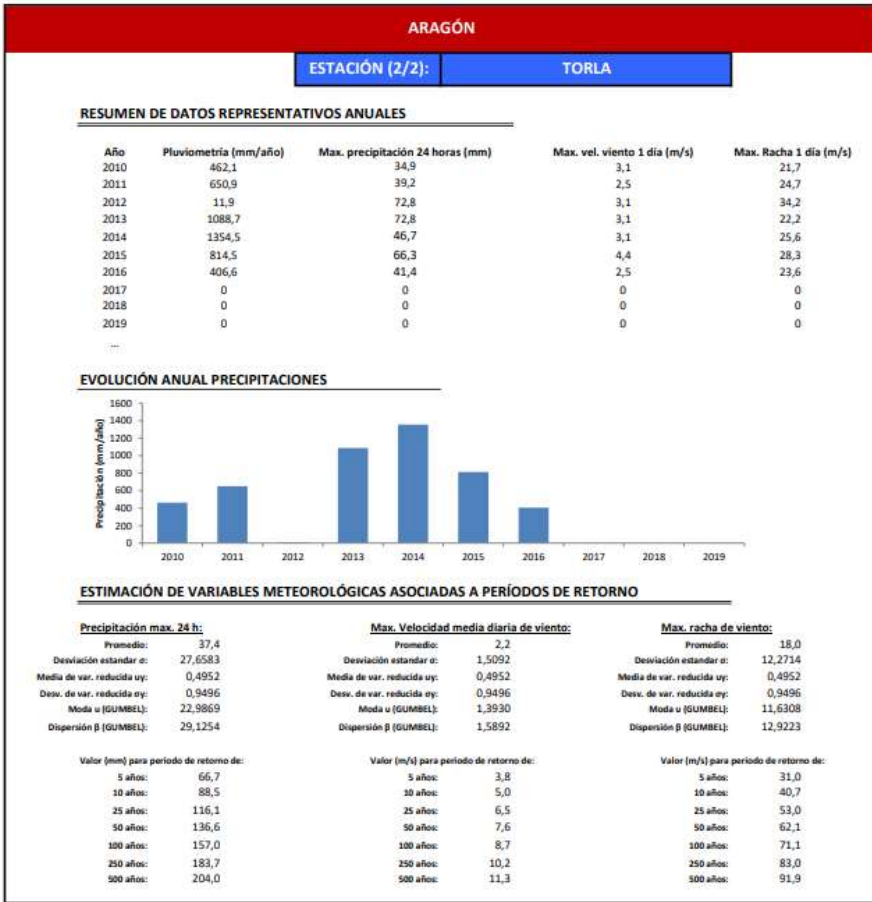 ARAGÓN
ESTACIÓN (2/2): TORLA
RESUMEN DE DATOS REPRESENTATIVOS ANUALES
Año Pluviometría (mm/año) Max. precipitación 24 horas (mm) Max. vel. viento 1 día (m/s) Max. Racha 1 día (m/s)
2010 462,1 34,9 3,1 21,7
2011 650,9 39,2 2,5 24,7
2012 11,9 72,8 3,1 34,2
2013 1088,7 72,8 3,1 22,2
2014 1354,5 46,7 3,1 25,6
2015 814,5 66,3 4,4 28,3
2016 406,6 41,4 2,5 23,6
2017 0 0 0 0
2018 0 0 0 0
2019 0 0 0 0
...
EVOLUCIÓN ANUAL PRECIPITACIONES
Precipitación (mm/año)
1600
1400
1200
1000
800
600
400
200
0
2010 2011 2012 2013 2014 2015 2016 2017 2018 2019
ESTIMACIÓN DE VARIABLES METEOROLÓGICAS ASOCIADAS A PERÍODOS DE RETORNO
Precipitación max. 24 h: Max. Velocidad media diaria de viento: Max. racha de viento:
Promedio: 37,4 Promedio: 2,2 Promedio: 18,0
Desviación estandar σ: 27,6583 Desviación estandar σ: 1,5092 Desviación estandar σ: 12,2714
Media de var. reducida uy: 0,4952 Media de var. reducida uy: 0,4952 Media de var. reducida uy: 0,4952
Desv. de var. reducida σy: 0,9496 Desv. de var. reducida σy: 0,9496 Desv. de var. reducida σy: 0,9496
Moda u (GUMBEL): 22,9869 Moda u (GUMBEL): 1,3930 Moda u (GUMBEL): 11,6308
Dispersión β (GUMBEL): 29,1254 Dispersión β (GUMBEL): 1,5892 Dispersión β (GUMBEL): 12,9223
Valor (mm) para periodo de retorno de: Valor (m/s) para periodo de retorno de: Valor (m/s) para periodo de retorno de:
5 años: 66,7 5 años: 3,8 5 años: 31,0
10 años: 88,5 10 años: 5,0 10 años: 40,7
25 años: 116,1 25 años: 6,5 25 años: 53,0
50 años: 136,6 50 años: 7,6 50 años: 62,1
100 años: 157,0 100 años: 8,7 100 años: 71,1
250 años: 183,7 250 años: 10,2 250 años: 83,0
500 años: 204,0 500 años: 11,3 500 años: 91,9